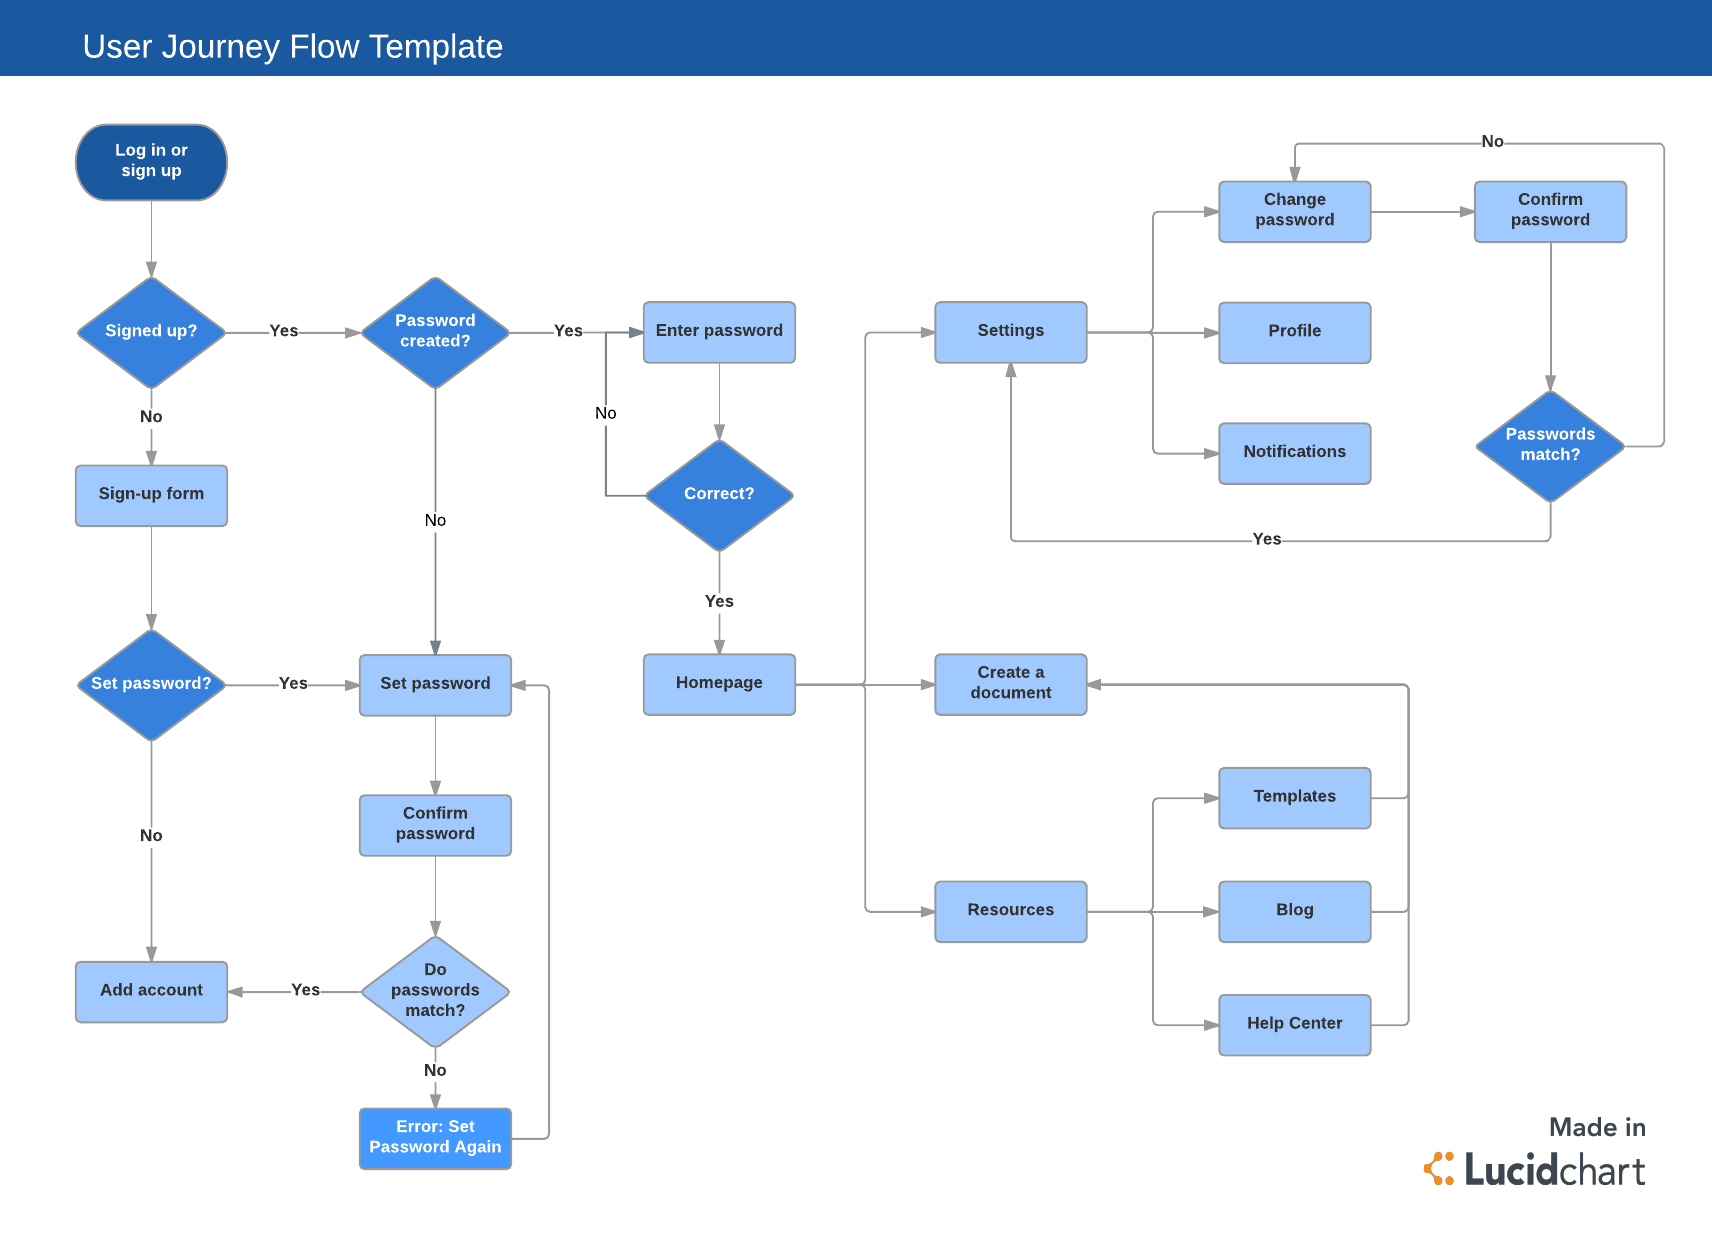 User Journey Flow Template
Log in or
sign up
Signed up?
Yes
Password
created?
Yes
Enter password
No
No
Sign-up form
No
Correct?
Yes
Set password?
Yes
Set password
Homepage
No
Confirm
password
Add account
Yes
Do
passwords
match?
No
Error: Set
Password Again
Settings
No
Change
password
Confirm
password
Profile
Notifications
Passwords
match?
Yes
Create a
document
Templates
Resources
Blog
Help Center
Made in
Lucidchart